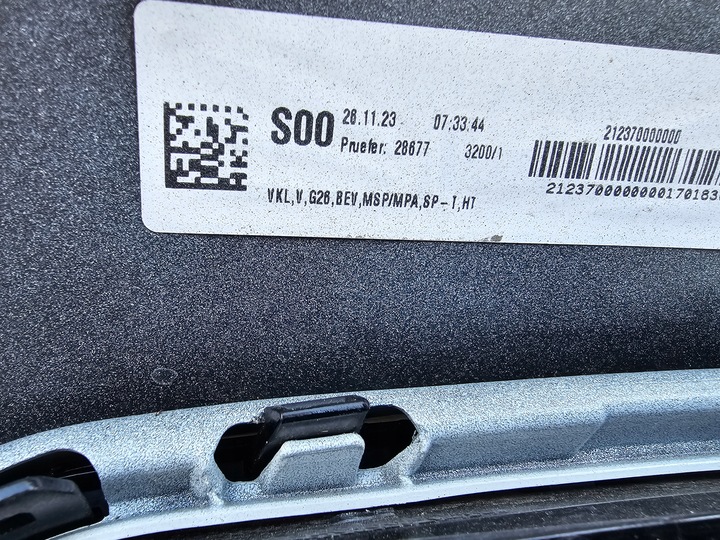 S00 28.11.23 07:33:44
Pruefer: 28677 3200/1
VKL,V,G26,BEV,MSP/MPA,SP-T,HT
212370000000